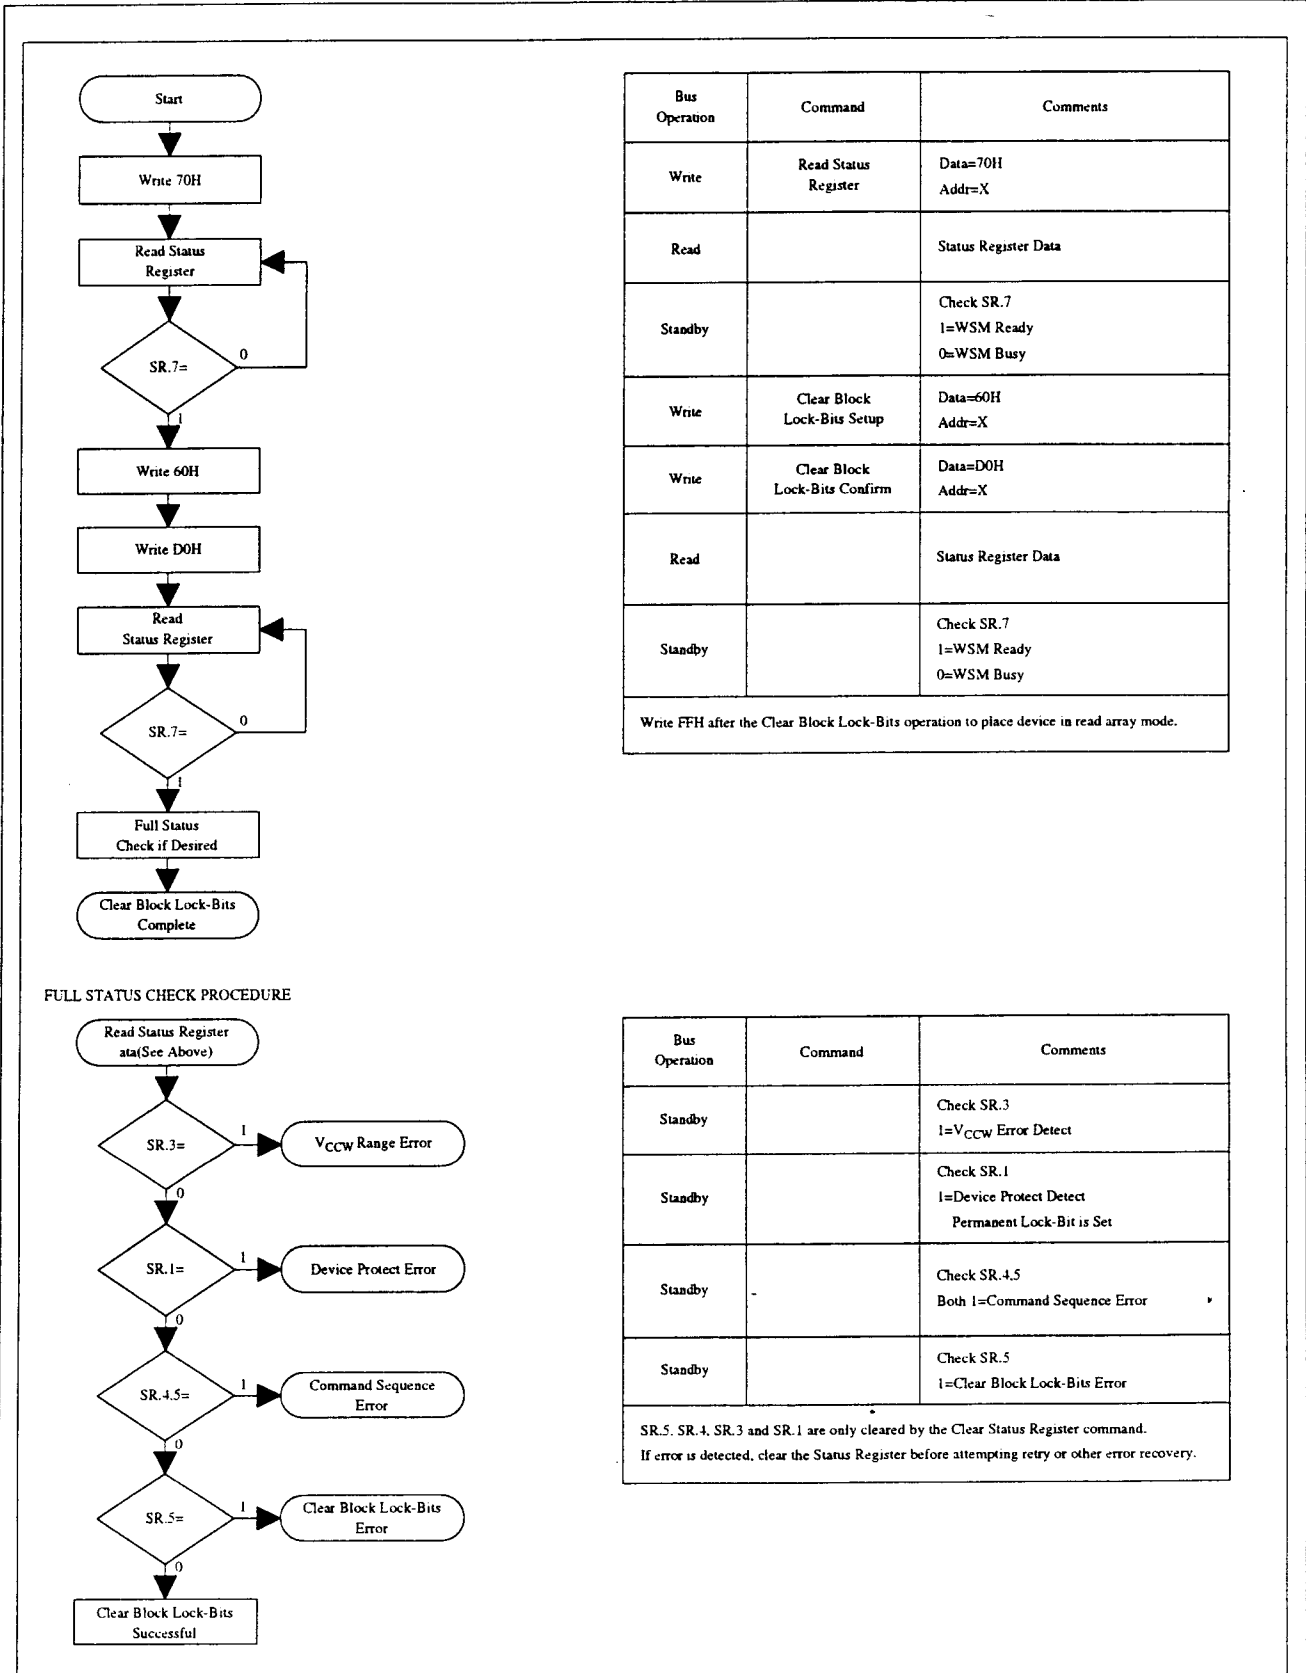 Start
Write 70H
Read Status
Register
SR.7=
0
1
Write 60H
Write D0H
Read
Status Register
SR.7=
0
1
Full Status
Check if Desired
Clear Block Lock-Bits
Complete
Bus
Operation
Command
Comments
Write
Read Status
Register
Data=70H
Addr=X
Read
Status Register Data
Standby
Check SR.7
1=WSM Ready
0=WSM Busy
Write
Clear Block
Lock-Bits Setup
Data=60H
Addr=X
Write
Clear Block
Lock-Bits Confirm
Data=D0H
Addr=X
Read
Status Register Data
Standby
Check SR.7
1=WSM Ready
0=WSM Busy
Write FFH after the Clear Block Lock-Bits operation to place device in read array mode.
FULL STATUS CHECK PROCEDURE
Read Status Register
ata(See Above)
SR.3=
1
VCCW Range Error
0
SR.1=
1
Device Protect Error
0
SR.4.5=
1
Command Sequence
Error
0
SR.5=
1
Clear Block Lock-Bits
Error
0
Clear Block Lock-Bits
Successful
Bus
Operation
Command
Comments
Standby
Check SR.3
1=VCCW Error Detect
Standby
Check SR.1
1=Device Protect Detect
Permanent Lock-Bit is Set
Standby
Check SR.4,5
Both 1=Command Sequence Error
Standby
Check SR.5
1=Clear Block Lock-Bits Error
SR.5, SR.4, SR.3 and SR.1 are only cleared by the Clear Status Register command.
If error is detected, clear the Status Register before attempting retry or other error recovery.